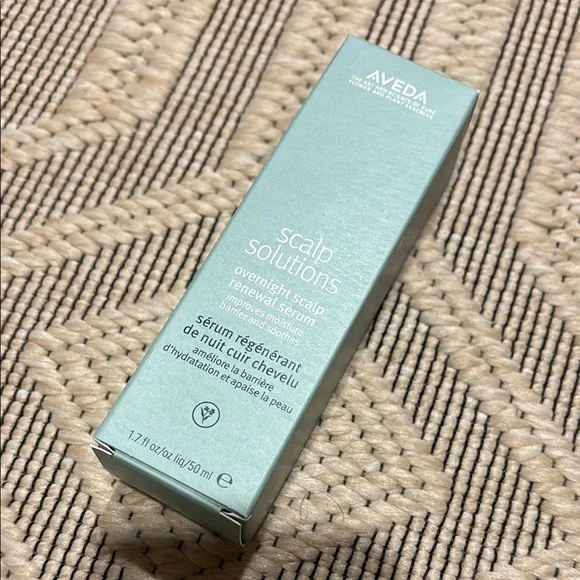 AVEDA
THE ART AND SCIENCE OF PURE
FLOWER AND PLANT ESSENCES
scalp
solutions
overnight scalp
renewal serum
improves moisture
barrier and soothes
sérum régénérant
de nuit cuir chevelu
améliore la barrière
d'hydratation et apaise la peau
1.7 fl oz/oz liq/50 ml ℮